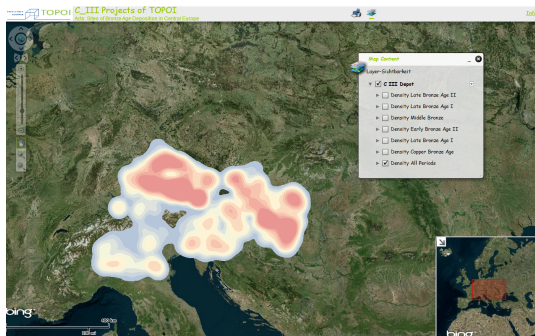 TOPOI
C_III Projects of TOPOI
Acts: Sites of Bronze Age Deposition in Central Europe
Map Content
Layer-Sichtbarkeit
C III Depot
Density Late Bronze Age II
Density Late Bronze Age I
Density Middle Bronze
Density Early Bronze Age II
Density Late Bronze Age I
Density Copper Bronze Age
Density All Periods
bing
bing